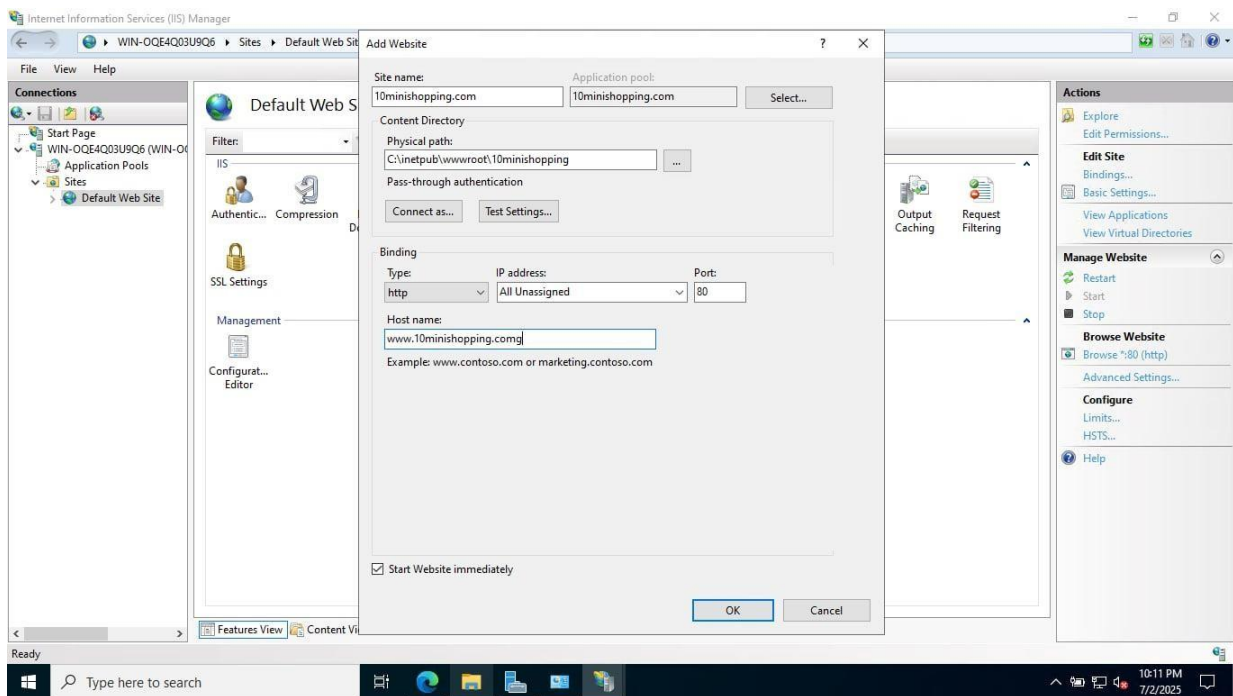 Internet Information Services (IIS) Manager
WIN-OQE4Q03U9Q6 Sites Default Web Sit
File View Help
Connections
Start Page
WIN-OQE4Q03U9Q6 (WIN-O
Application Pools
Sites
Default Web Site
Default Web S
Filter:
IIS
Authentic... Compression
D
SSL Settings
Management
Configurat...
Editor
Output
Caching
Request
Filtering
Features View Content Vi
Add Website
?
Site name:
10minishopping.com
Application pool:
10minishopping.com
Select...
Content Directory
Physical path:
C:\inetpub\wwwroot\10minishopping
...
Pass-through authentication
Connect as... Test Settings...
Binding
Type: IP address: Port:
http All Unassigned 80
Host name:
www.10minishopping.comg
Example: www.contoso.com or marketing.contoso.com
Start Website immediately
OK Cancel
Actions
Explore
Edit Permissions...
Edit Site
Bindings...
Basic Settings...
View Applications
View Virtual Directories
Manage Website
Restart
Start
Stop
Browse Website
Browse *:80 (http)
Advanced Settings...
Configure
Limits...
HSTS...
Help
Ready
Type here to search
10:11 PM
7/2/2025